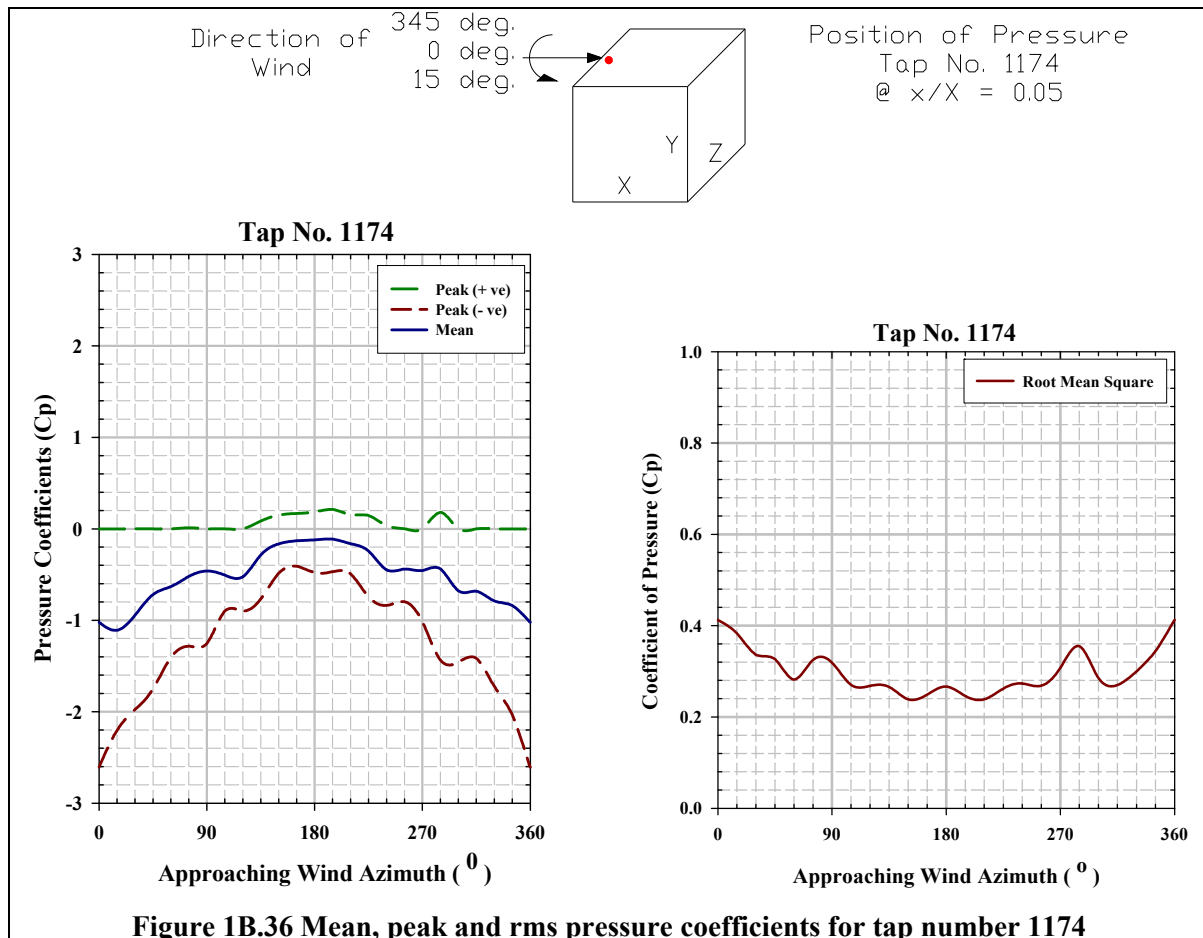 Direction of Wind
345 deg.
0 deg.
15 deg.
X
Y
Z
Position of Pressure
Tap No. 1174
@ x/X = 0.05
Tap No. 1174
Pressure Coefficients (Cp)
3
2
1
0
-1
-2
-3
Peak (+ ve)
Peak (- ve)
Mean
0 90 180 270 360
Approaching Wind Azimuth ( 0 )
Tap No. 1174
Coefficient of Pressure (Cp)
1.0
0.8
0.6
0.4
0.2
0.0
Root Mean Square
0 90 180 270 360
Approaching Wind Azimuth ( o )
Figure 1B.36 Mean, peak and rms pressure coefficients for tap number 1174